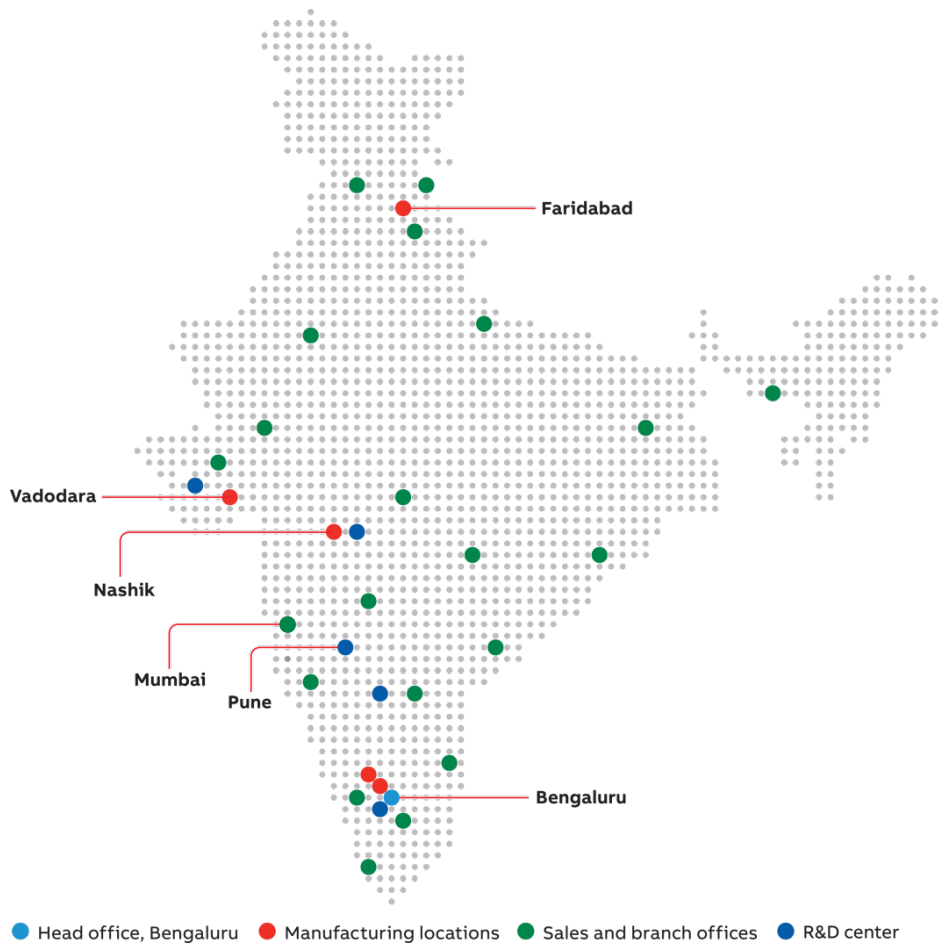 Faridabad
Vadodara
Nashik
Mumbai
Pune
Bengaluru
Head office, Bengaluru
Manufacturing locations
Sales and branch offices
R&D center